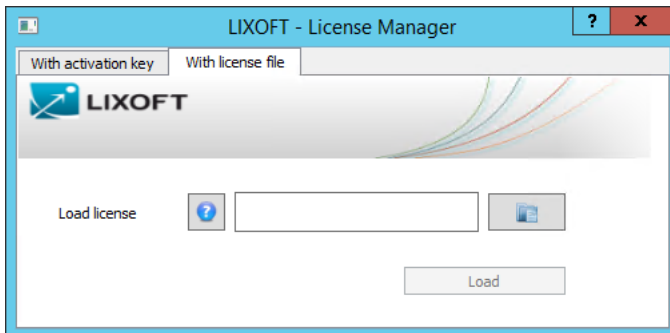 LIXOFT - License Manager
? x
With activation key
With license file
LIXOFT
Load license
?
Load